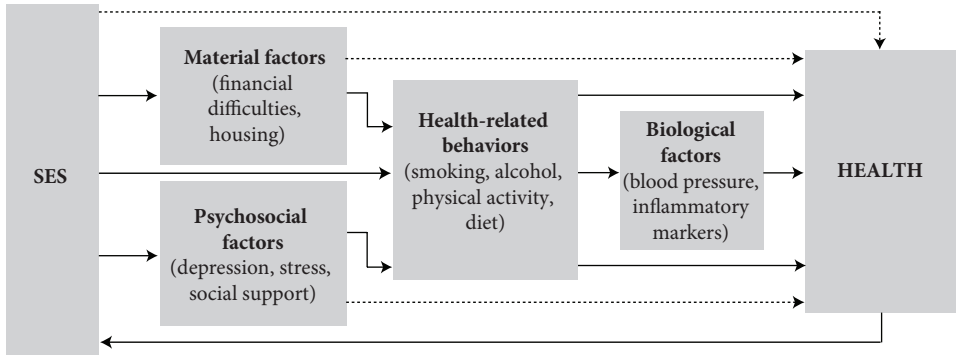 SES
Material factors
(financial
difficulties,
housing)
Psychosocial
factors
(depression, stress,
social support)
Health-related
behaviors
(smoking, alcohol,
physical activity,
diet)
Biological
factors
(blood pressure,
inflammatory
markers)
HEALTH